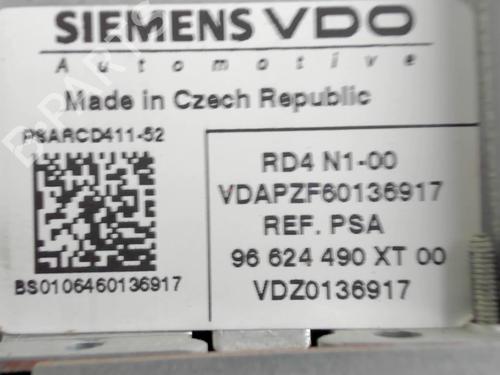 SIEMENS VDO
Automotive
Made in Czech Republic
PSARCD411-52
BS0106460136917
RD4 N1-00
VDAPZF60136917
REF. PSA
96 624 490 XT 00
VDZ0136917
B-PARTS